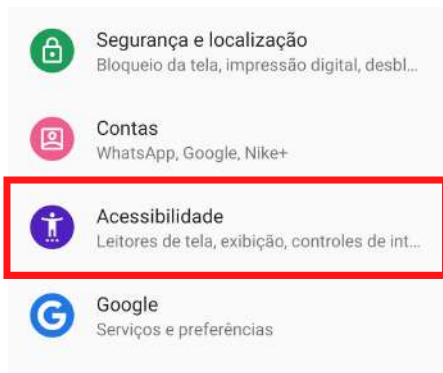 Segurança e localização
Bloqueio da tela, impressão digital, desbl...
Contas
WhatsApp, Google, Nike+
Acessibilidade
Leitores de tela, exibição, controles de int...
Google
Serviços e preferências